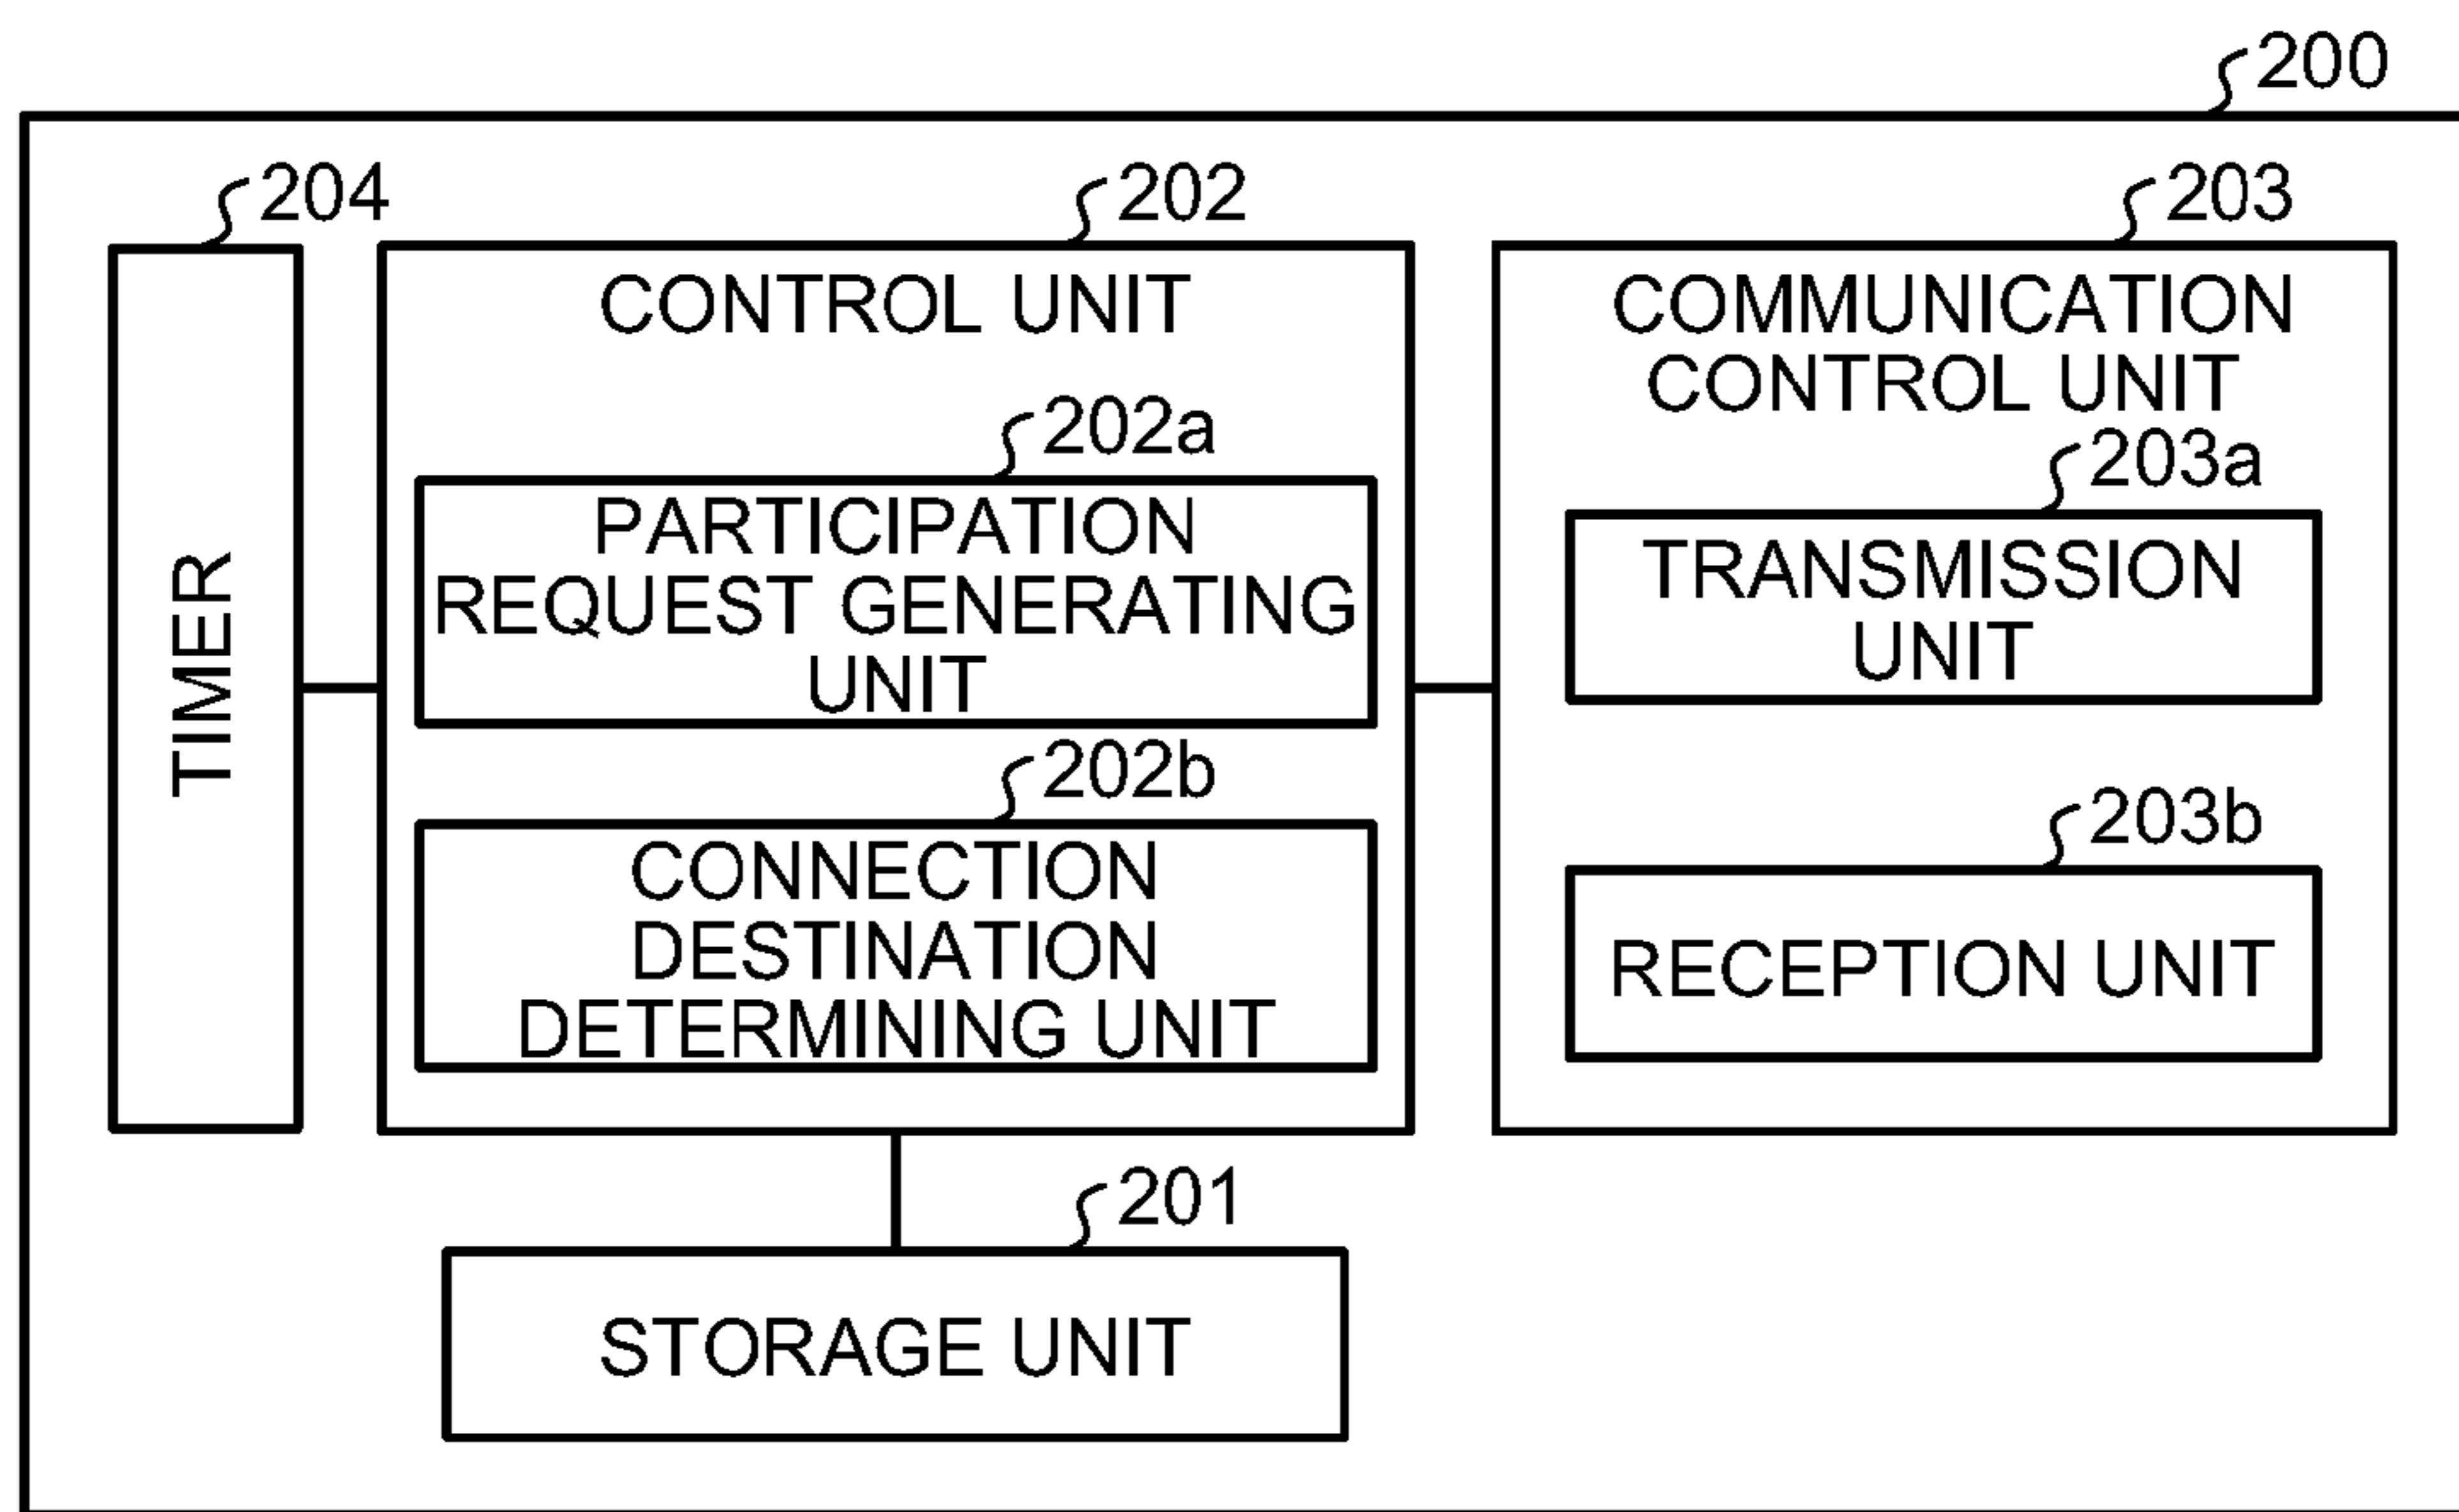 200
204
TIMER
202
CONTROL UNIT
202a
PARTICIPATION
REQUEST GENERATING
UNIT
202b
CONNECTION
DESTINATION
DETERMINING UNIT
203
COMMUNICATION
CONTROL UNIT
203a
TRANSMISSION
UNIT
203b
RECEPTION UNIT
201
STORAGE UNIT